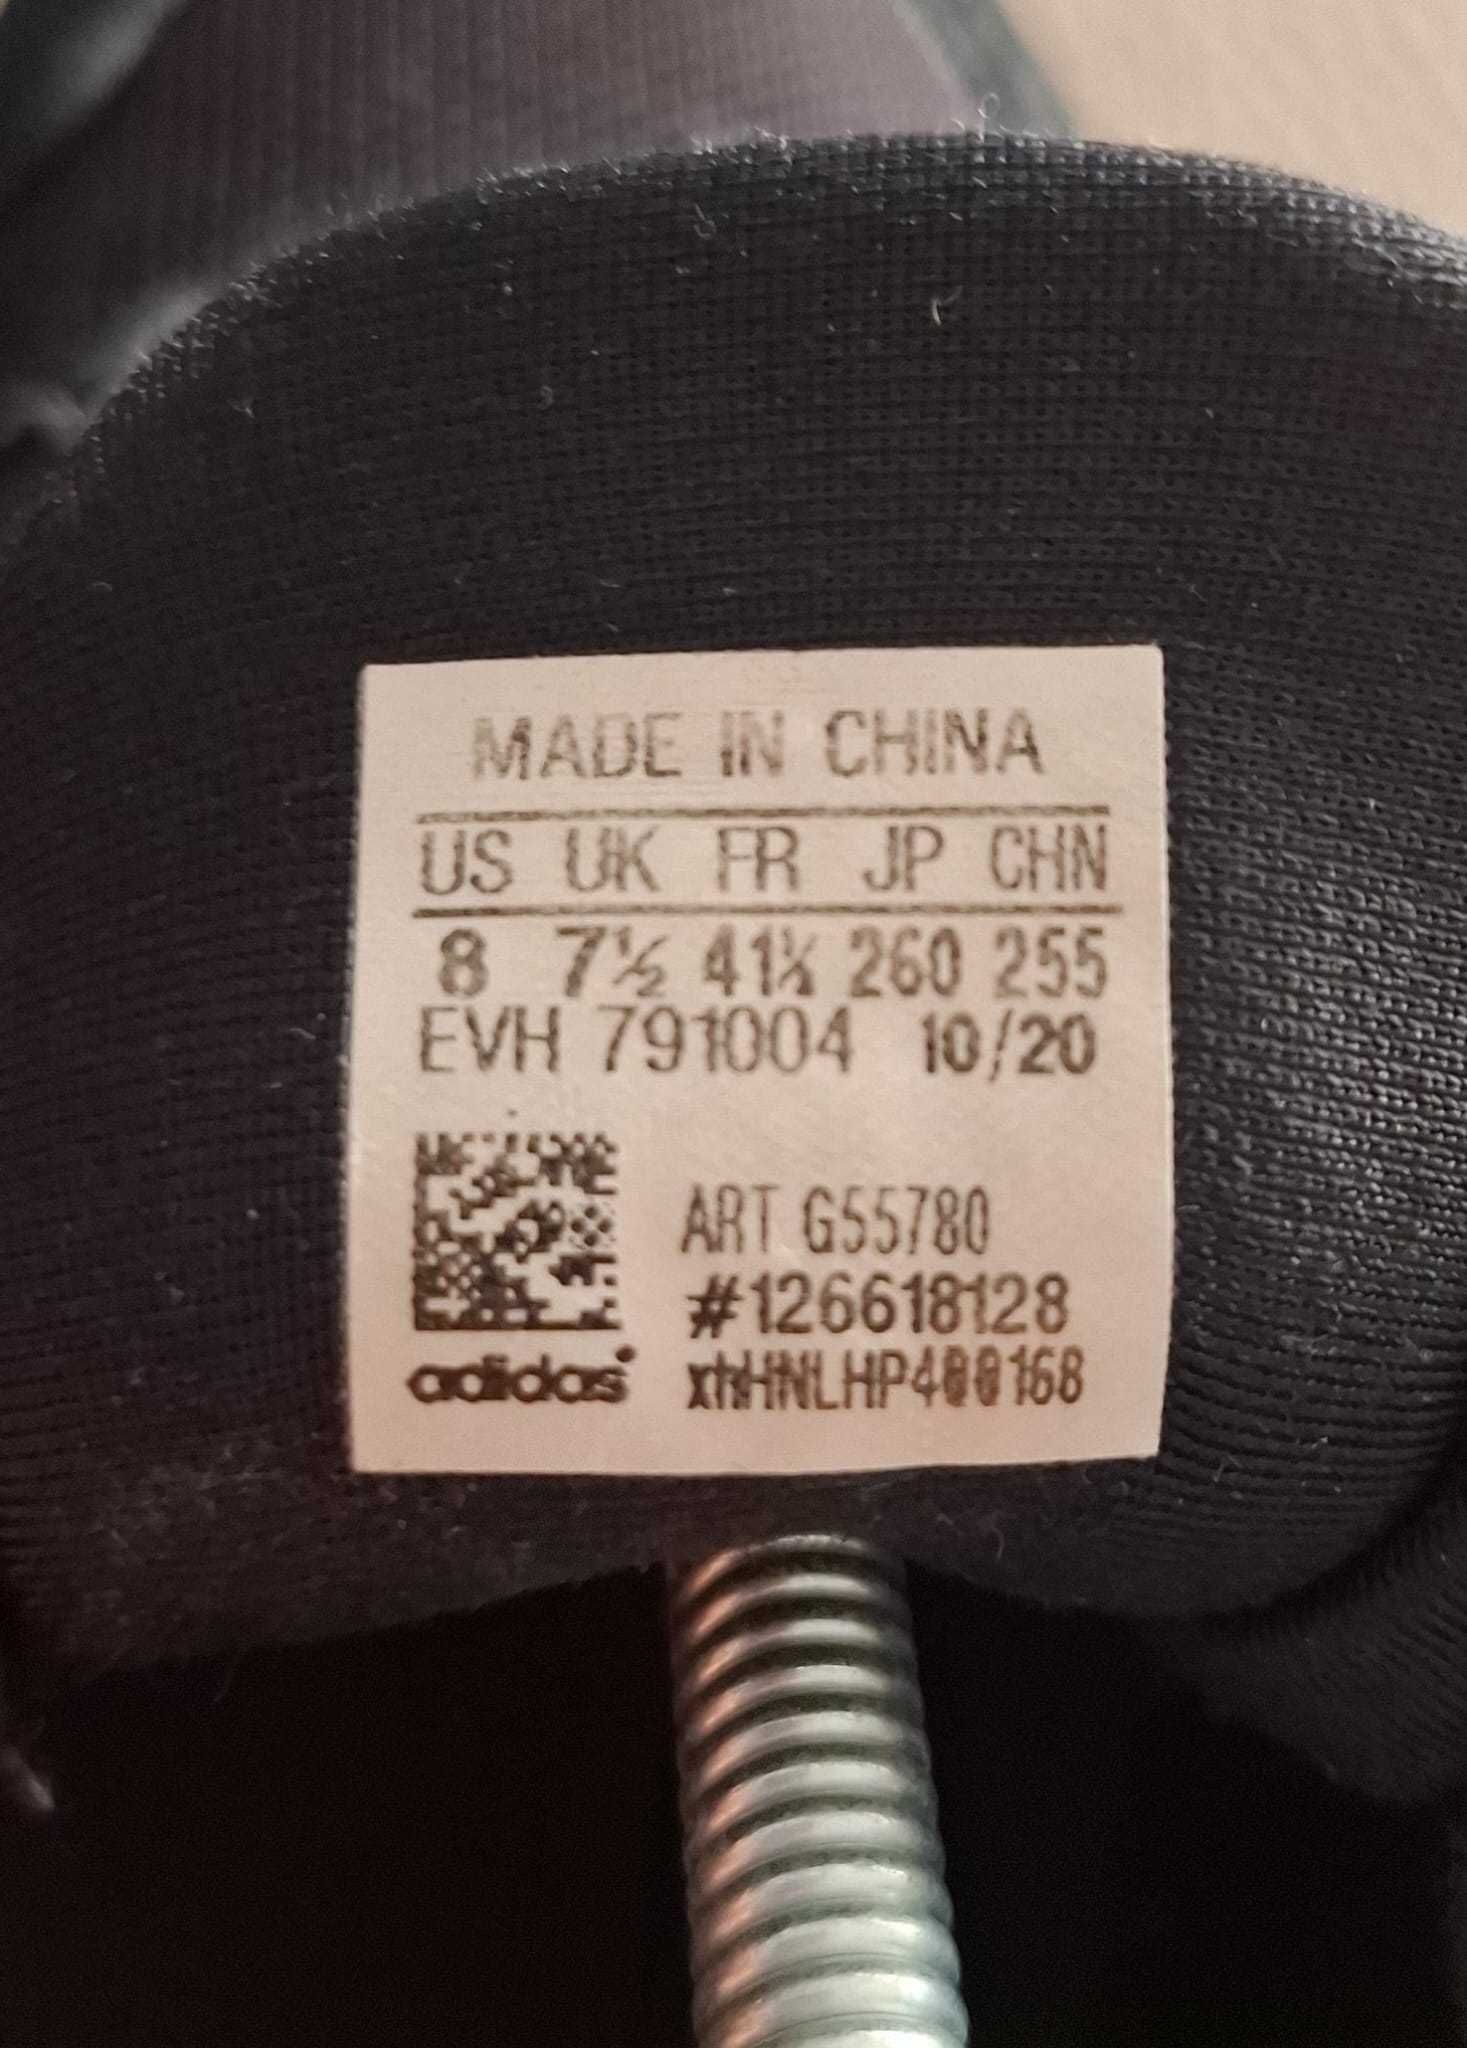 MADE IN CHINA
US UK FR JP CHN
8 7½ 41⅓ 260 255
EVH 791004 10/20
ART G55780
#126618128
adidas xhHNLHP400168